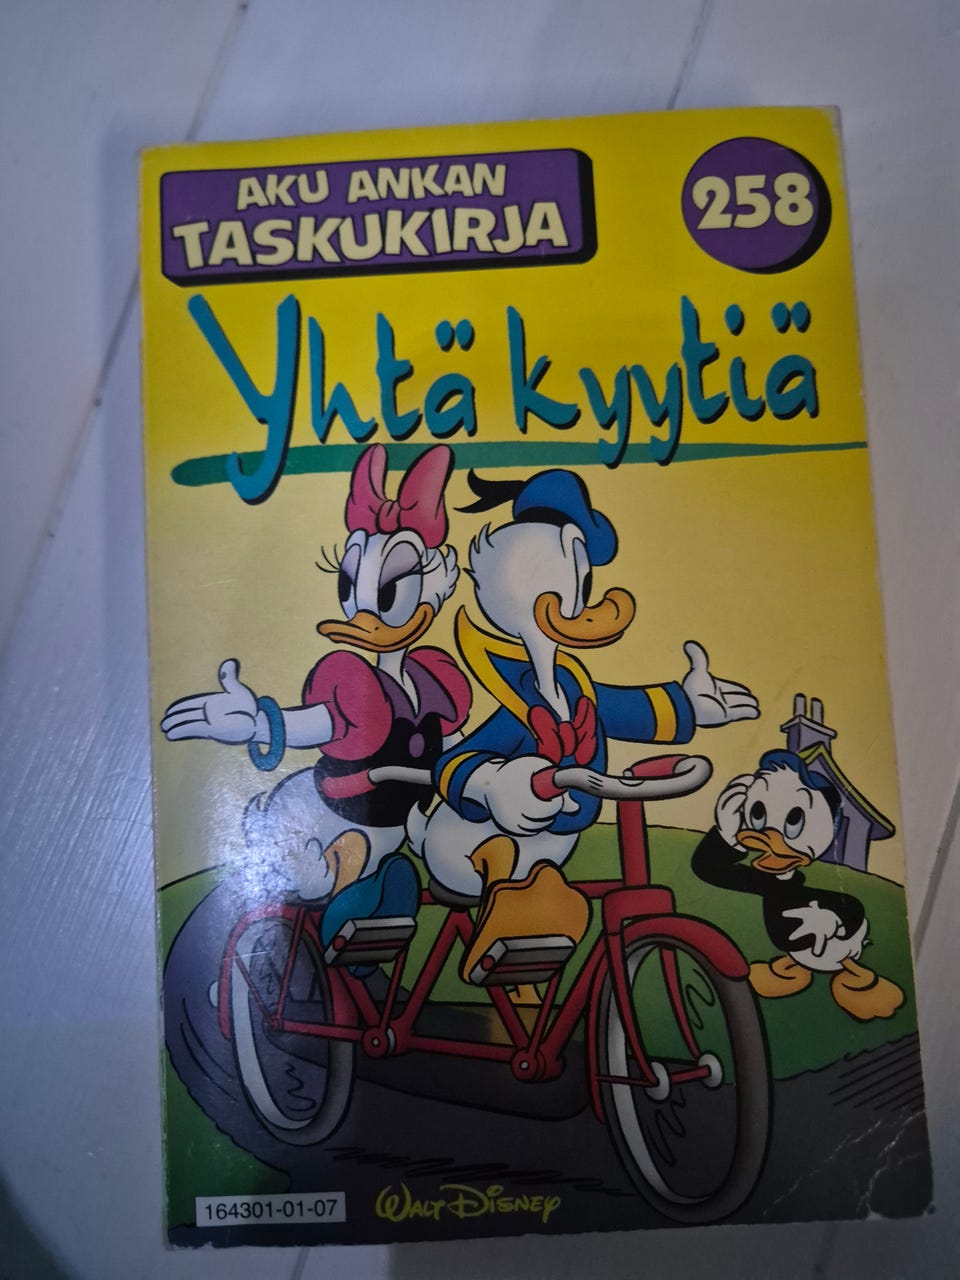 AKU ANKAN
TASKUKIRJA
258
Yhtä kyytiä
164301-01-07
WALT DISNEY